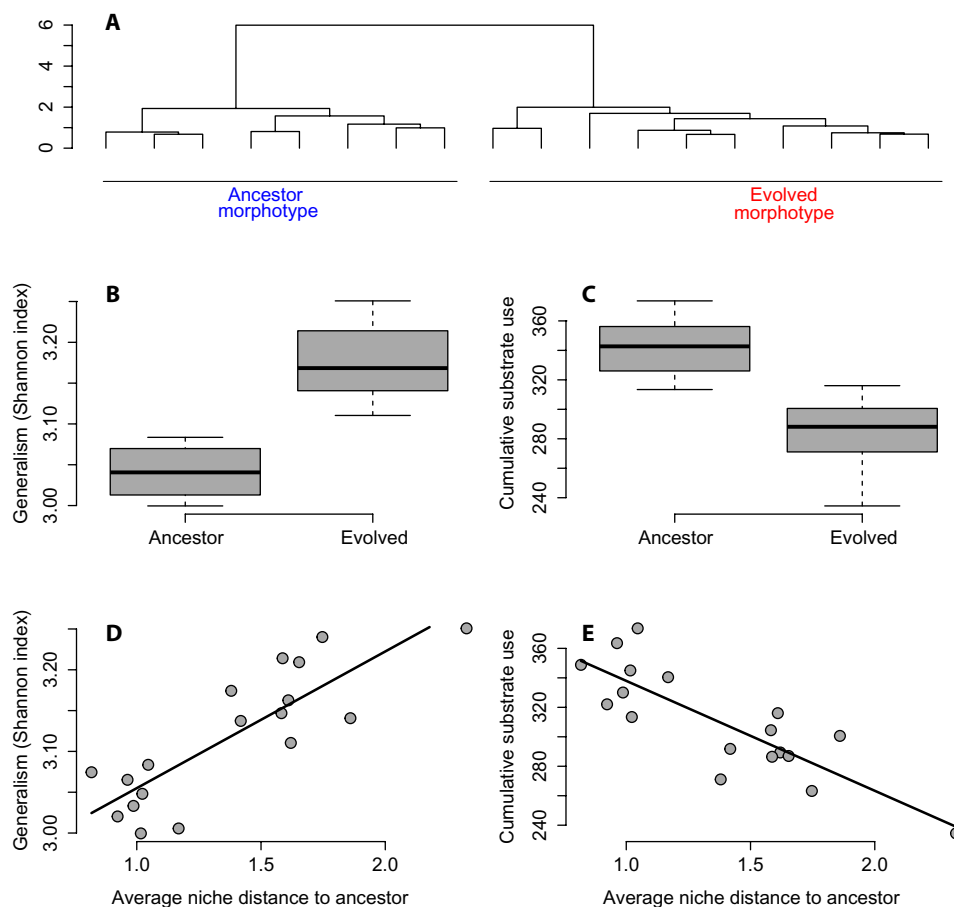 A
6
4
2
0
Ancestor
morphotype
Evolved
morphotype
B
Generalism (Shannon index)
3.20
3.10
3.00
Ancestor
Evolved
C
Cumulative substrate use
360
320
280
240
Ancestor
Evolved
D
Generalism (Shannon index)
3.20
3.10
3.00
1.0
1.5
2.0
Average niche distance to ancestor
E
Cumulative substrate use
360
320
280
240
1.0
1.5
2.0
Average niche distance to ancestor